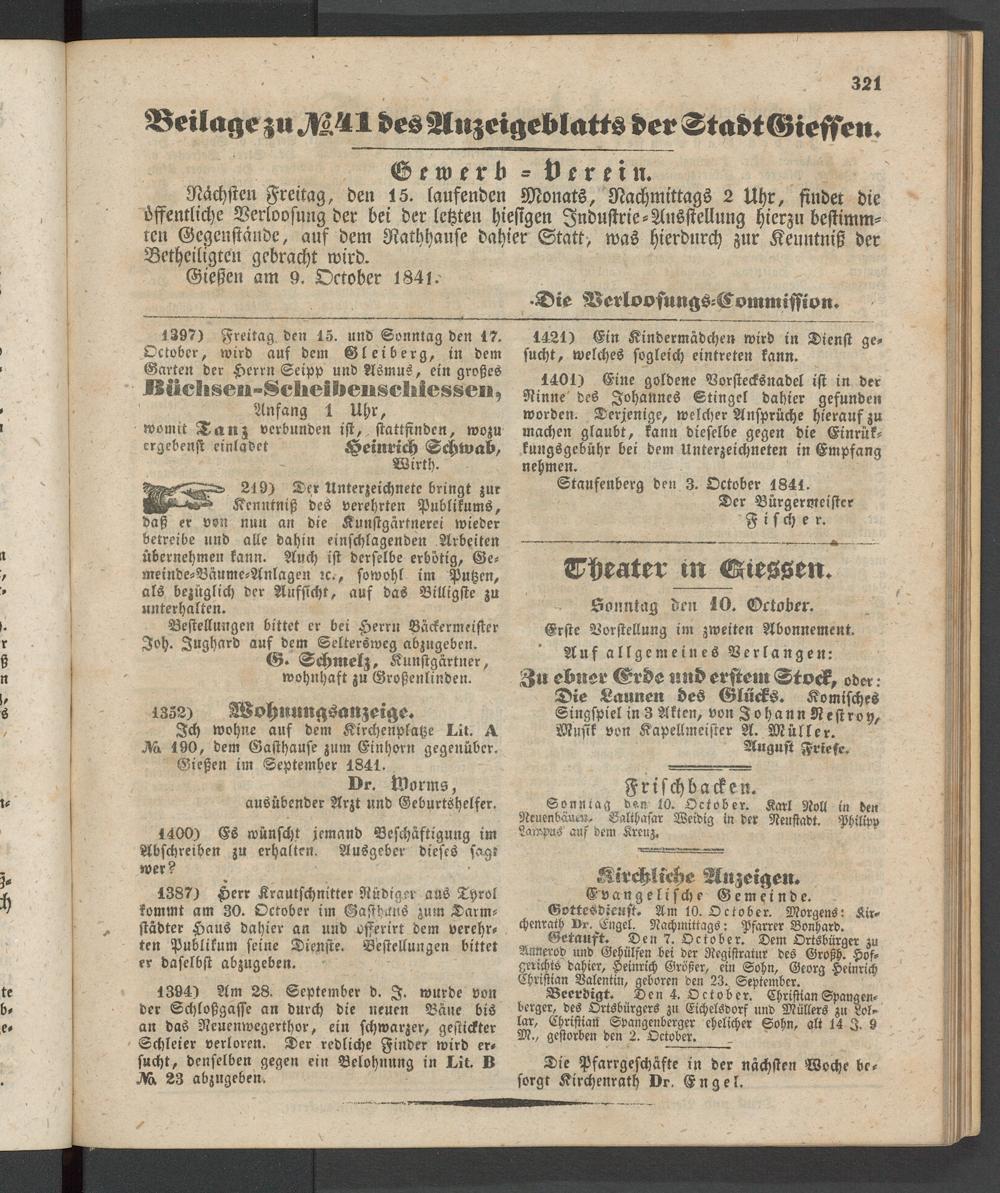 321
Beilage zu No. 41 des Anzeigeblatts der Stadt Giessen.
Gewerb-Verein.
Nächsten Freitag, den 15. laufenden Monats, Nachmittags 2 Uhr, findet die
öffentliche Verloosung der bei der letzten hiesigen Industrie-Ausstellung hierzu bestimm-
ten Gegenstände, auf dem Rathhause dahier Statt, was hierdurch zur Kenntniß der
Betheiligten gebracht wird.
Gießen am 9. October 1841.
Die Verloosungs-Commission.
1397) Freitag den 15. und Sonntag den 17.
October, wird auf dem Gleiberg, in dem
Garten der Herrn Seipp und Asmus, ein großes
Büchsen-Scheibenschiessen,
Anfang 1 Uhr,
womit Tanz verbunden ist, stattfinden, wozu
ergebenst einladet Heinrich Schwab,
Wirth.
219) Der Unterzeichnete bringt zur
Kenntniß des verehrten Publikums,
daß er von nun an die Kunstgärtnerei wieder
betreibe und alle dahin einschlagenden Arbeiten
übernehmen kann. Auch ist derselbe erbötig, Ge-
meinde-Bäume-Anlagen ꝛc., sowohl im Putzen,
als bezüglich der Aufsicht, auf das Billigste zu
unterhalten.
Bestellungen bittet er bei Herrn Bäckermeister
Joh. Jughard auf dem Seltersweg abzugeben.
G. Schmelz, Kunstgärtner,
wohnhaft zu Großenlinden.
1352) Wohnungsanzeige.
Ich wohne auf dem Kirchenplatze Lit. A
No. 190, dem Gasthause zum Einhorn gegenüber.
Gießen im September 1841.
Dr. Worms,
ausübender Arzt und Geburtshelfer.
1400) Es wünscht jemand Beschäftigung im
Abschreiben zu erhalten. Ausgeber dieses sagt
wer?
1387) Herr Krautschnitter Rüdiger aus Tyrol
kommt am 30. October im Gasthaus zum Darm-
städter Haus dahier an und offerirt dem verehr-
ten Publikum seine Dienste. Bestellungen bittet
er daselbst abzugeben.
1394) Am 28. September d. J. wurde von
der Schloßgasse an durch die neuen Bäue bis
an das Neuenwegerthor, ein schwarzer, gestickter
Schleier verloren. Der redliche Finder wird er-
sucht, denselben gegen ein Belohnung in Lit. B
No. 23 abzugeben.
1421) Ein Kindermädchen wird in Dienst ge-
sucht, welches sogleich eintreten kann.
1401) Eine goldene Vorstecksnadel ist in der
Rinne des Johannes Stingel dahier gefunden
worden. Derjenige, welcher Ansprüche hierauf zu
machen glaubt, kann dieselbe gegen die Einrük-
kungsgebühr bei dem Unterzeichneten in Empfang
nehmen.
Staufenberg den 3. October 1841.
Der Bürgermeister
Fischer.
Theater in Giessen.
Sonntag den 10. October.
Erste Vorstellung im zweiten Abonnement.
Auf allgemeines Verlangen:
Zu ebner Erde und erstem Stock, oder:
Die Launen des Glücks. Komisches
Singspiel in 3 Akten, von Johann Nestroy,
Musik von Kapellmeister A. Müller.
August Friese.
Frischbacken.
Sonntag den 10. October. Karl Noll in den
Neuenbäuen. Balthasar Weidig in der Neustadt. Philipp
Lampus auf dem Kreuz.
Kirchliche Anzeigen.
Evangelische Gemeinde.
Gottesdienst. Am 10. October. Morgens: Kir-
chenrath Dr. Engel. Nachmittags: Pfarrer Bonhard.
Getauft. Den 7. October. Dem Ortsbürger zu
Annerod und Gehülfen bei der Registratur des Großh. Hof-
gerichts dahier, Heinrich Größer, ein Sohn, Georg Heinrich
Christian Valentin, geboren den 23. September.
Beerdigt. Den 4. October. Christian Spangen-
berger, des Ortsbürgers zu Eichelsdorf und Müllers zu Lol-
lar, Christian Spangenberger ehelicher Sohn, alt 14 J. 9
M., gestorben den 2. October.
Die Pfarrgeschäfte in der nächsten Woche be-
sorgt Kirchenrath Dr. Engel.